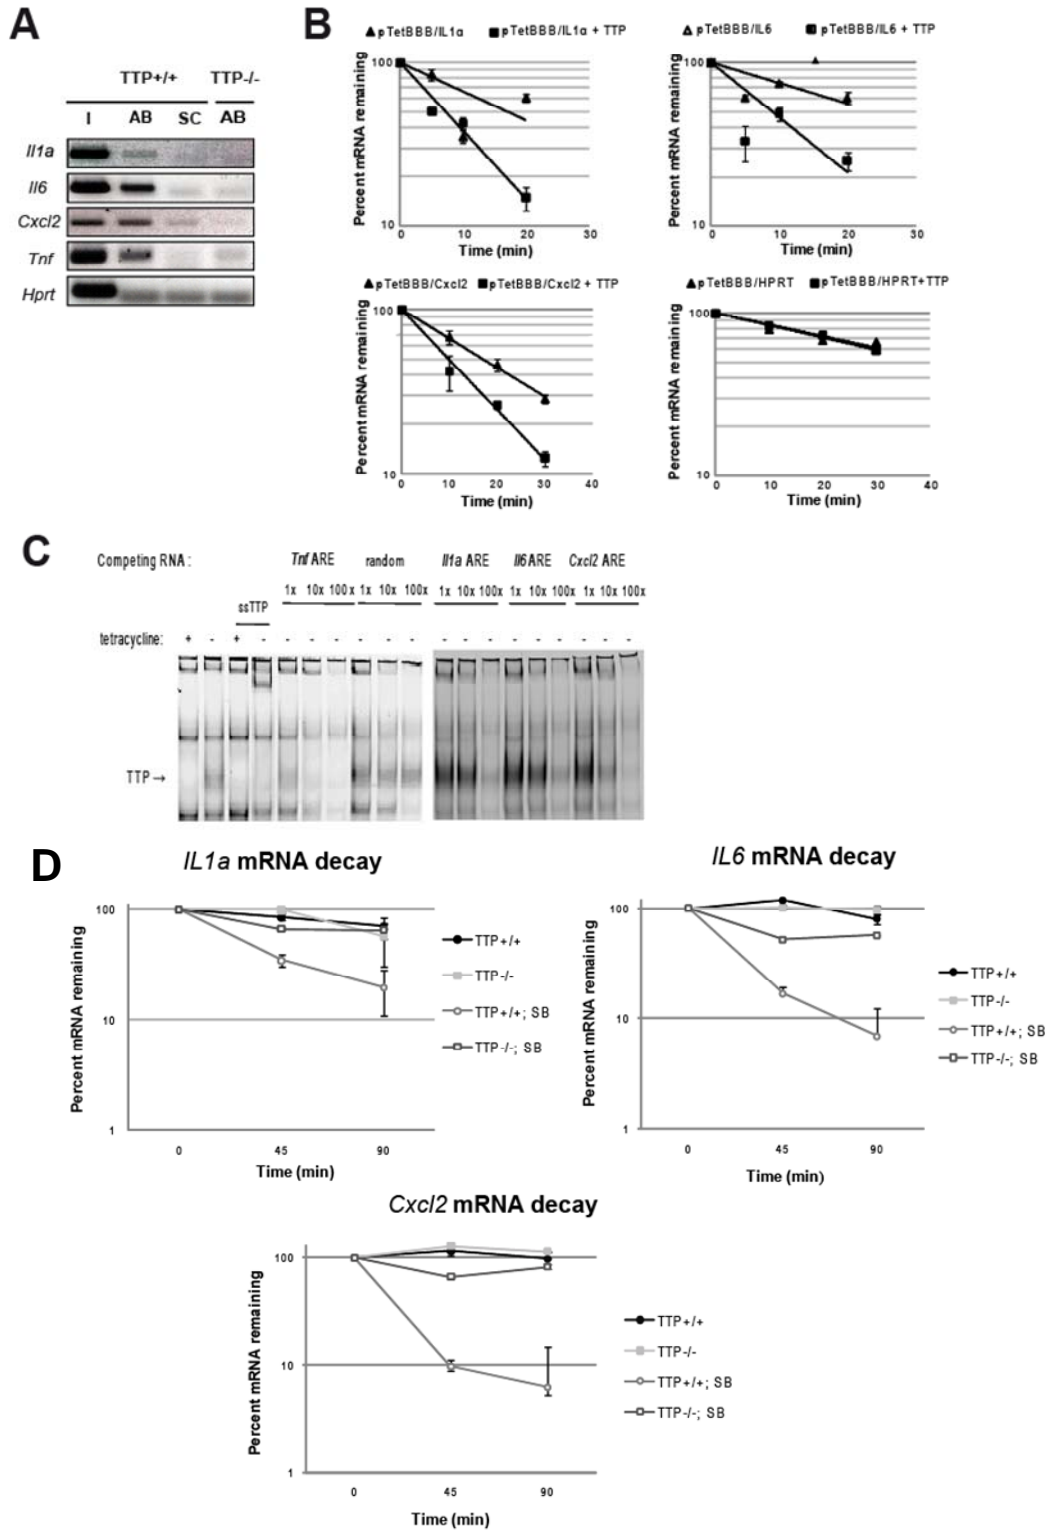 A
TTP+/+ TTP-/-
I AB SC AB
Il1a
Il6
Cxcl2
Tnf
Hprt
B
pTetBBB/IL1α pTetBBB/IL1α + TTP
Percent mRNA remaining
100
10
0 10 20 30
Time (min)
pTetBBB/IL6 pTetBBB/IL6 + TTP
Percent mRNA remaining
100
10
0 10 20 30
Time (min)
pTetBBB/Cxcl2 pTetBBB/Cxcl2 + TTP
Percent mRNA remaining
100
10
0 10 20 30 40
Time (min)
pTetBBB/HPRT pTetBBB/HPRT+TTP
Percent mRNA remaining
100
10
0 10 20 30 40
Time (min)
C
Competing RNA : Tnf ARE random Il1a ARE Il6 ARE Cxcl2 ARE
1x 10x 100x 1x 10x 100x 1x 10x 100x 1x 10x 100x 1x 10x 100x
ssTTP
tetracycline: + - + - - - - - - - - - - - - - - - -
TTP →
D
IL1a mRNA decay
Percent mRNA remaining
100
10
1
0 45 90
Time (min)
TTP+/+
TTP-/-
TTP+/+; SB
TTP-/-; SB
IL6 mRNA decay
Percent mRNA remaining
100
10
1
0 45 90
Time (min)
TTP+/+
TTP-/-
TTP+/+; SB
TTP-/-; SB
Cxcl2 mRNA decay
Percent mRNA remaining
100
10
1
0 45 90
Time (min)
TTP+/+
TTP-/-
TTP+/+; SB
TTP-/-; SB